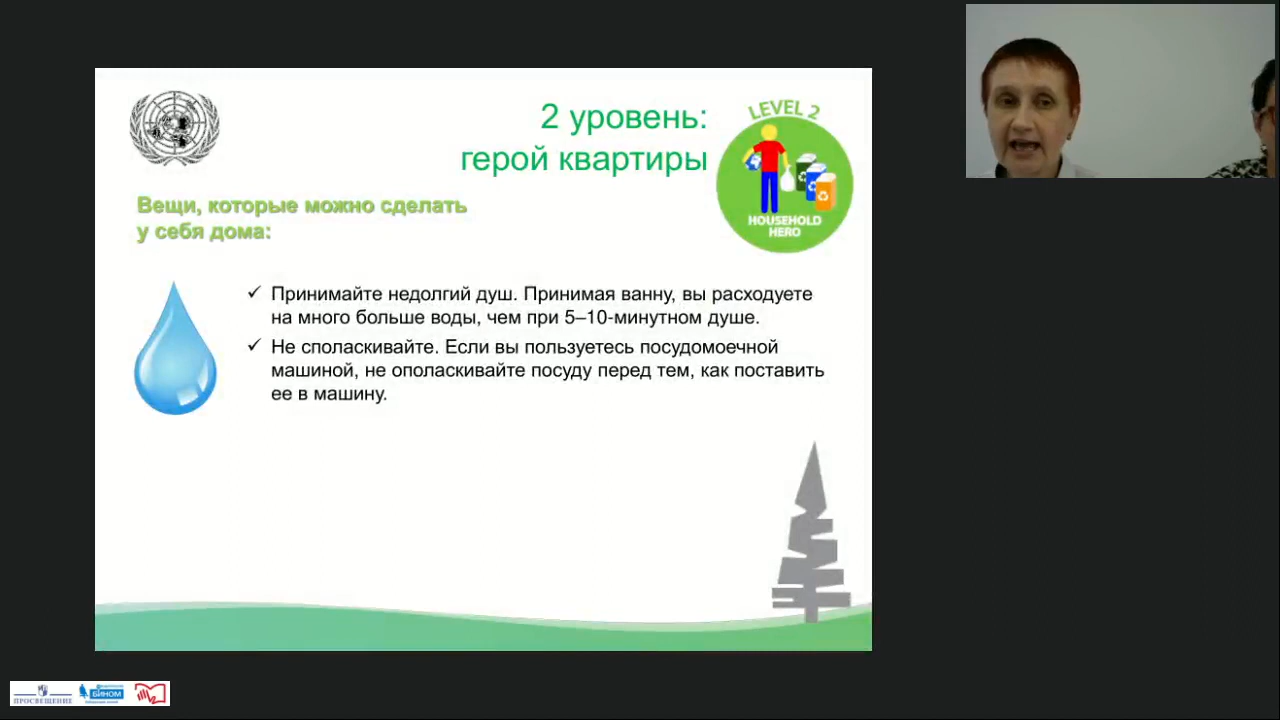 2 уровень:
герой квартиры
LEVEL 2
HOUSEHOLD
HERO
Вещи, которые можно сделать
у себя дома:
✓ Принимайте недолгий душ. Принимая ванну, вы расходуете
на много больше воды, чем при 5–10-минутном душе.
✓ Не споласкивайте. Если вы пользуетесь посудомоечной
машиной, не ополаскивайте посуду перед тем, как поставить
ее в машину.
ПРОСВЕЩЕНИЕ
БИНОМ